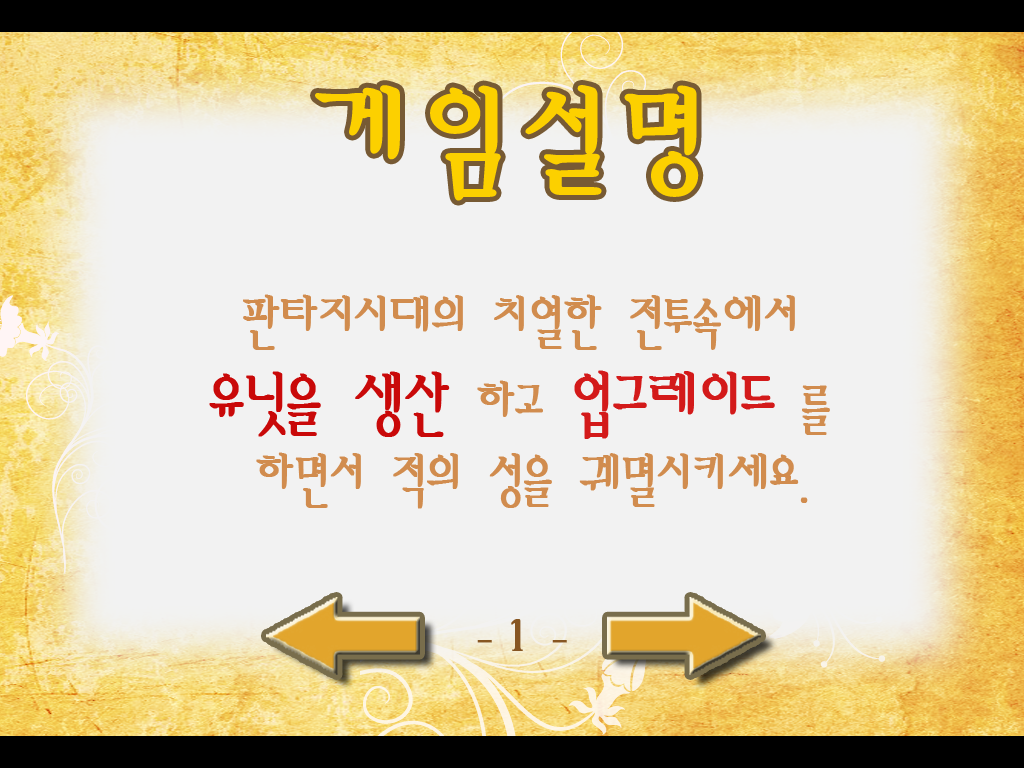 게임설명
판타지시대의 치열한 전투속에서
유닛을 생산 하고 업그레이드 를
하면서 적의 성을 궤멸시키세요.
- 1 -